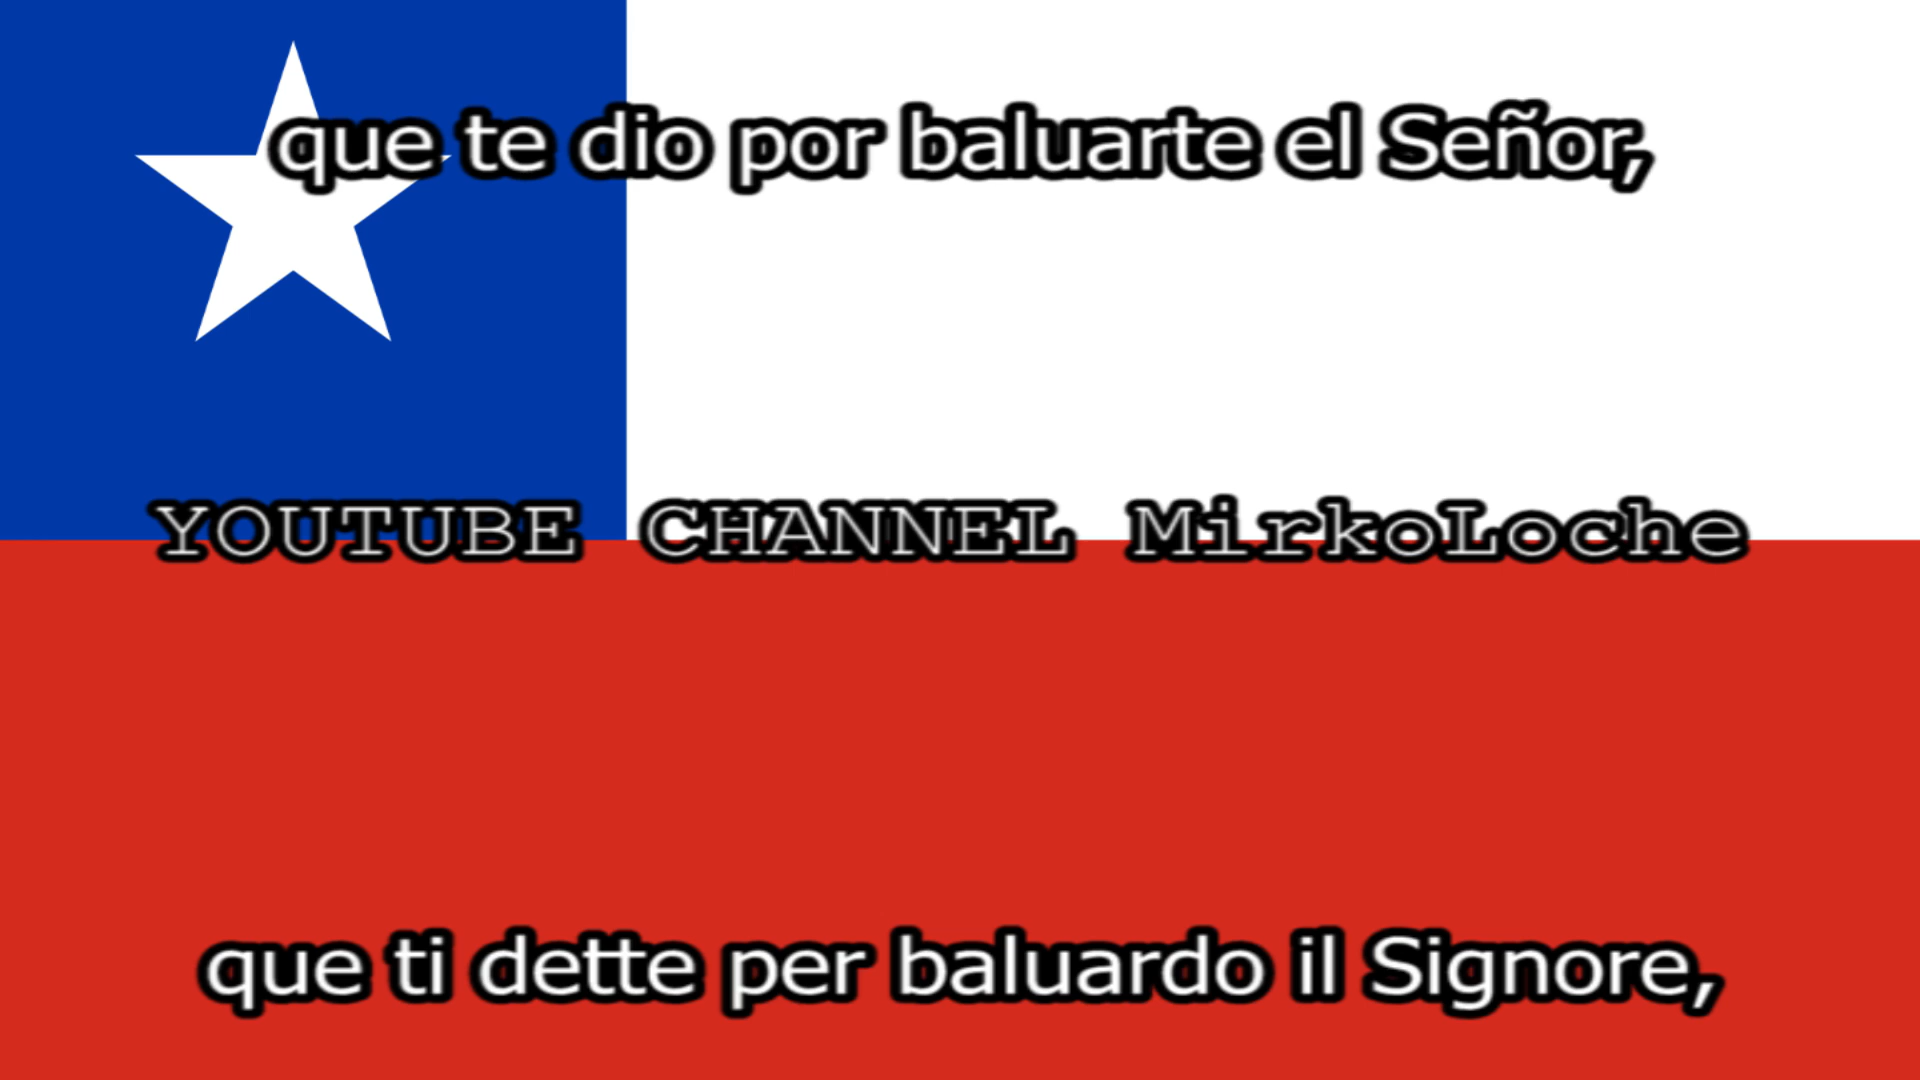 que te dio por baluarte el Señor,
YOUTUBE CHANNEL MirkoLoche
que ti dette per baluardo il Signore,